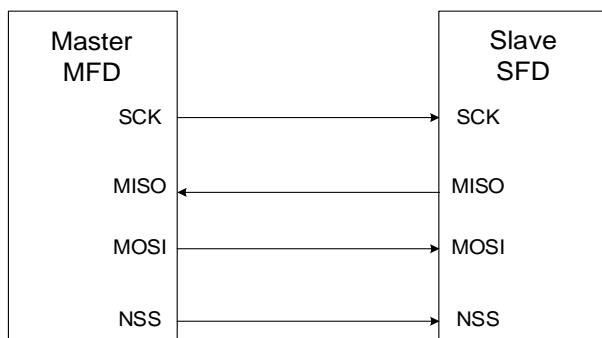 Master
MFD
Slave
SFD
SCK
SCK
MISO
MISO
MOSI
MOSI
NSS
NSS